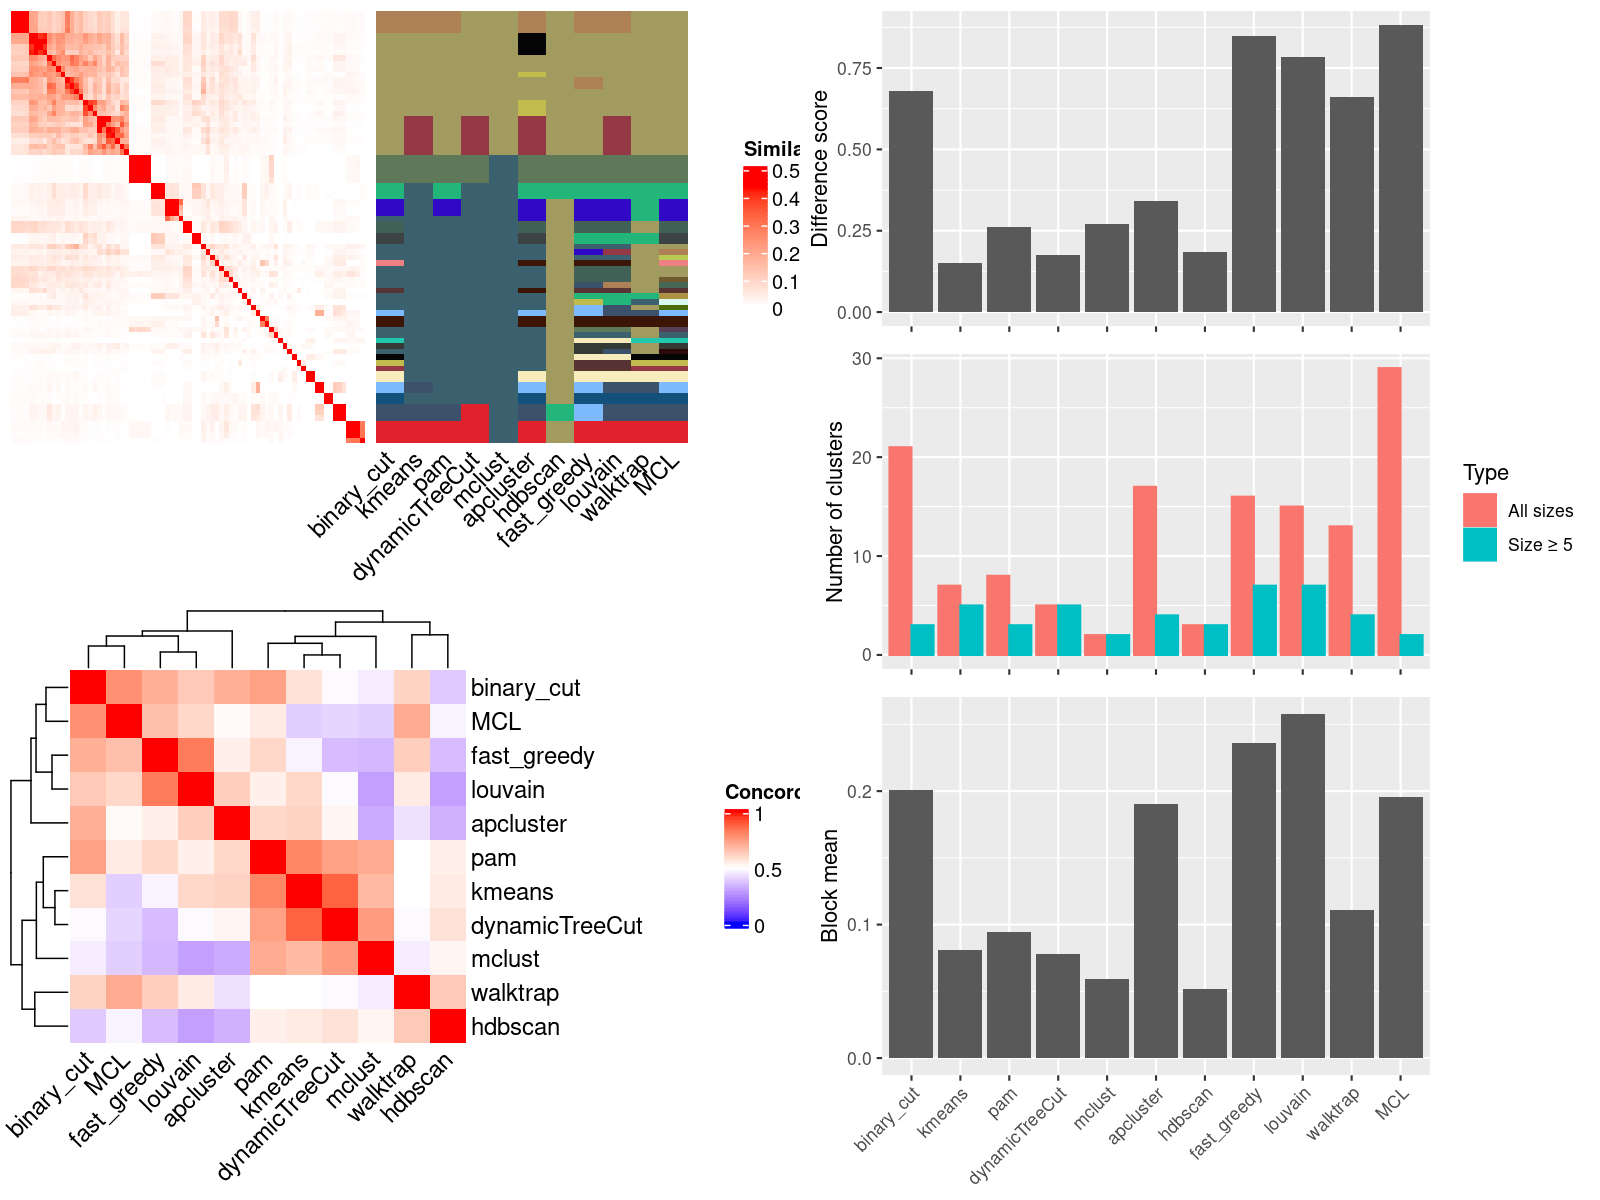 Simila
0.5
0.4
0.3
0.2
0.1
0
binary_cut
kmeans
pam
dynamicTreeCut
mclust
apcluster
hdbscan
fast_greedy
louvain
walktrap
MCL
binary_cut
MCL
fast_greedy
louvain
apcluster
pam
kmeans
dynamicTreeCut
mclust
walktrap
hdbscan
binary_cut
MCL
fast_greedy
louvain
apcluster
pam
kmeans
dynamicTreeCut
mclust
walktrap
hdbscan
Concord
1
0.5
0
Difference score
0.75
0.50
0.25
0.00
Number of clusters
30
20
10
0
Type
All sizes
Size ≥ 5
Block mean
0.2
0.1
0.0
binary_cut
kmeans
pam
dynamicTreeCut
mclust
apcluster
hdbscan
fast_greedy
louvain
walktrap
MCL